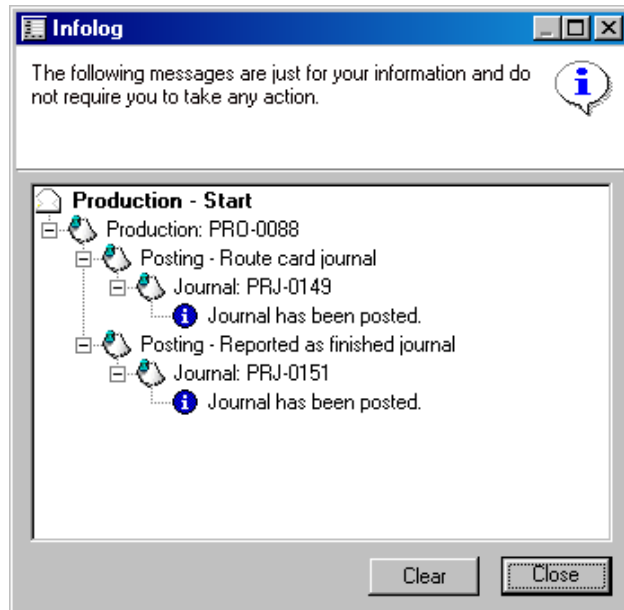 Infolog
The following messages are just for your information and do
not require you to take any action.
Production - Start
Production: PRO-0088
Posting - Route card journal
Journal: PRJ-0149
Journal has been posted.
Posting - Reported as finished journal
Journal: PRJ-0151
Journal has been posted.
Clear Close